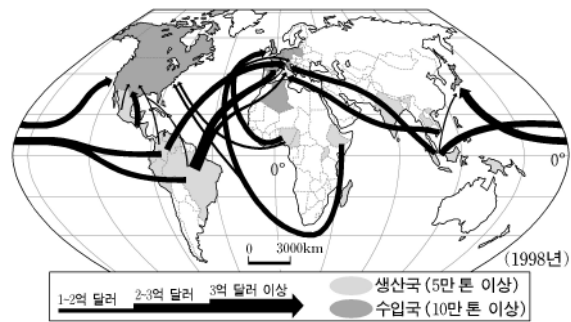 0°
0°
0 3000km
(1998년)
1~2억 달러 2~3억 달러 3억 달러 이상
생산국(5만 톤 이상)
수입국(10만 톤 이상)